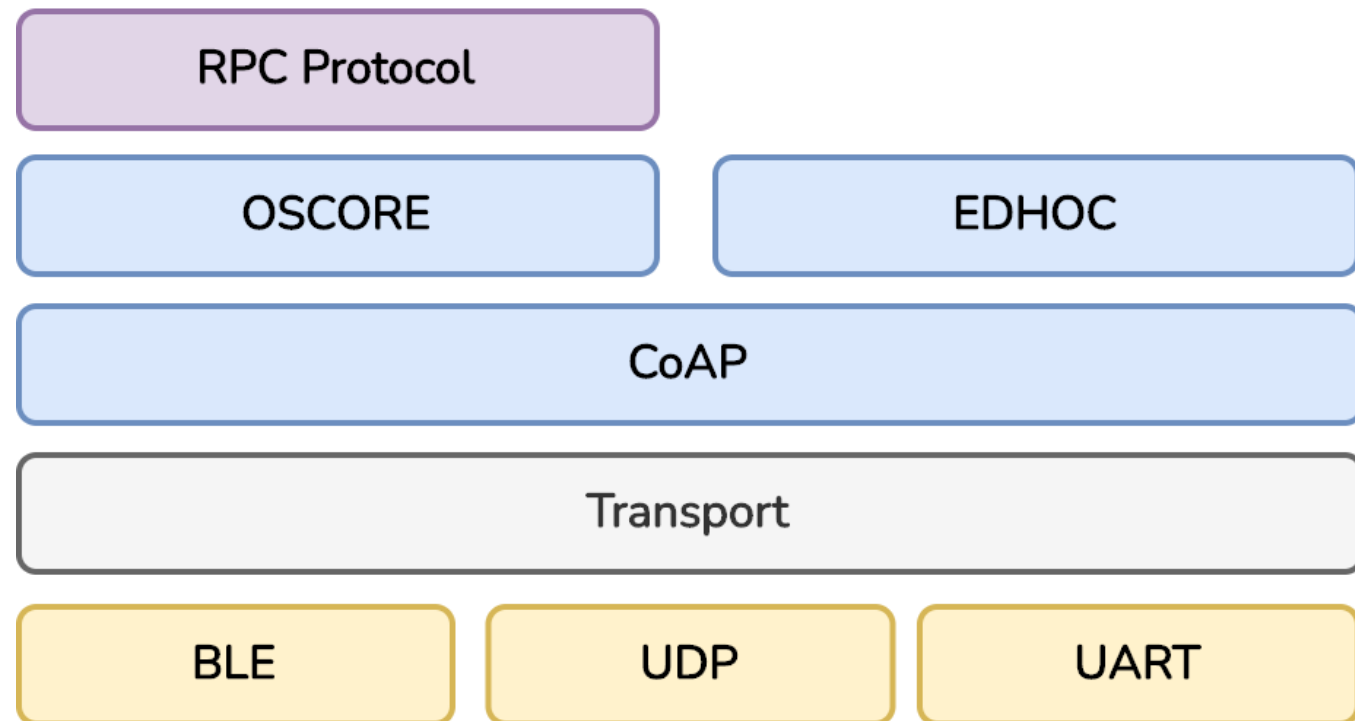 RPC Protocol
OSCORE
EDHOC
CoAP
Transport
BLE
UDP
UART